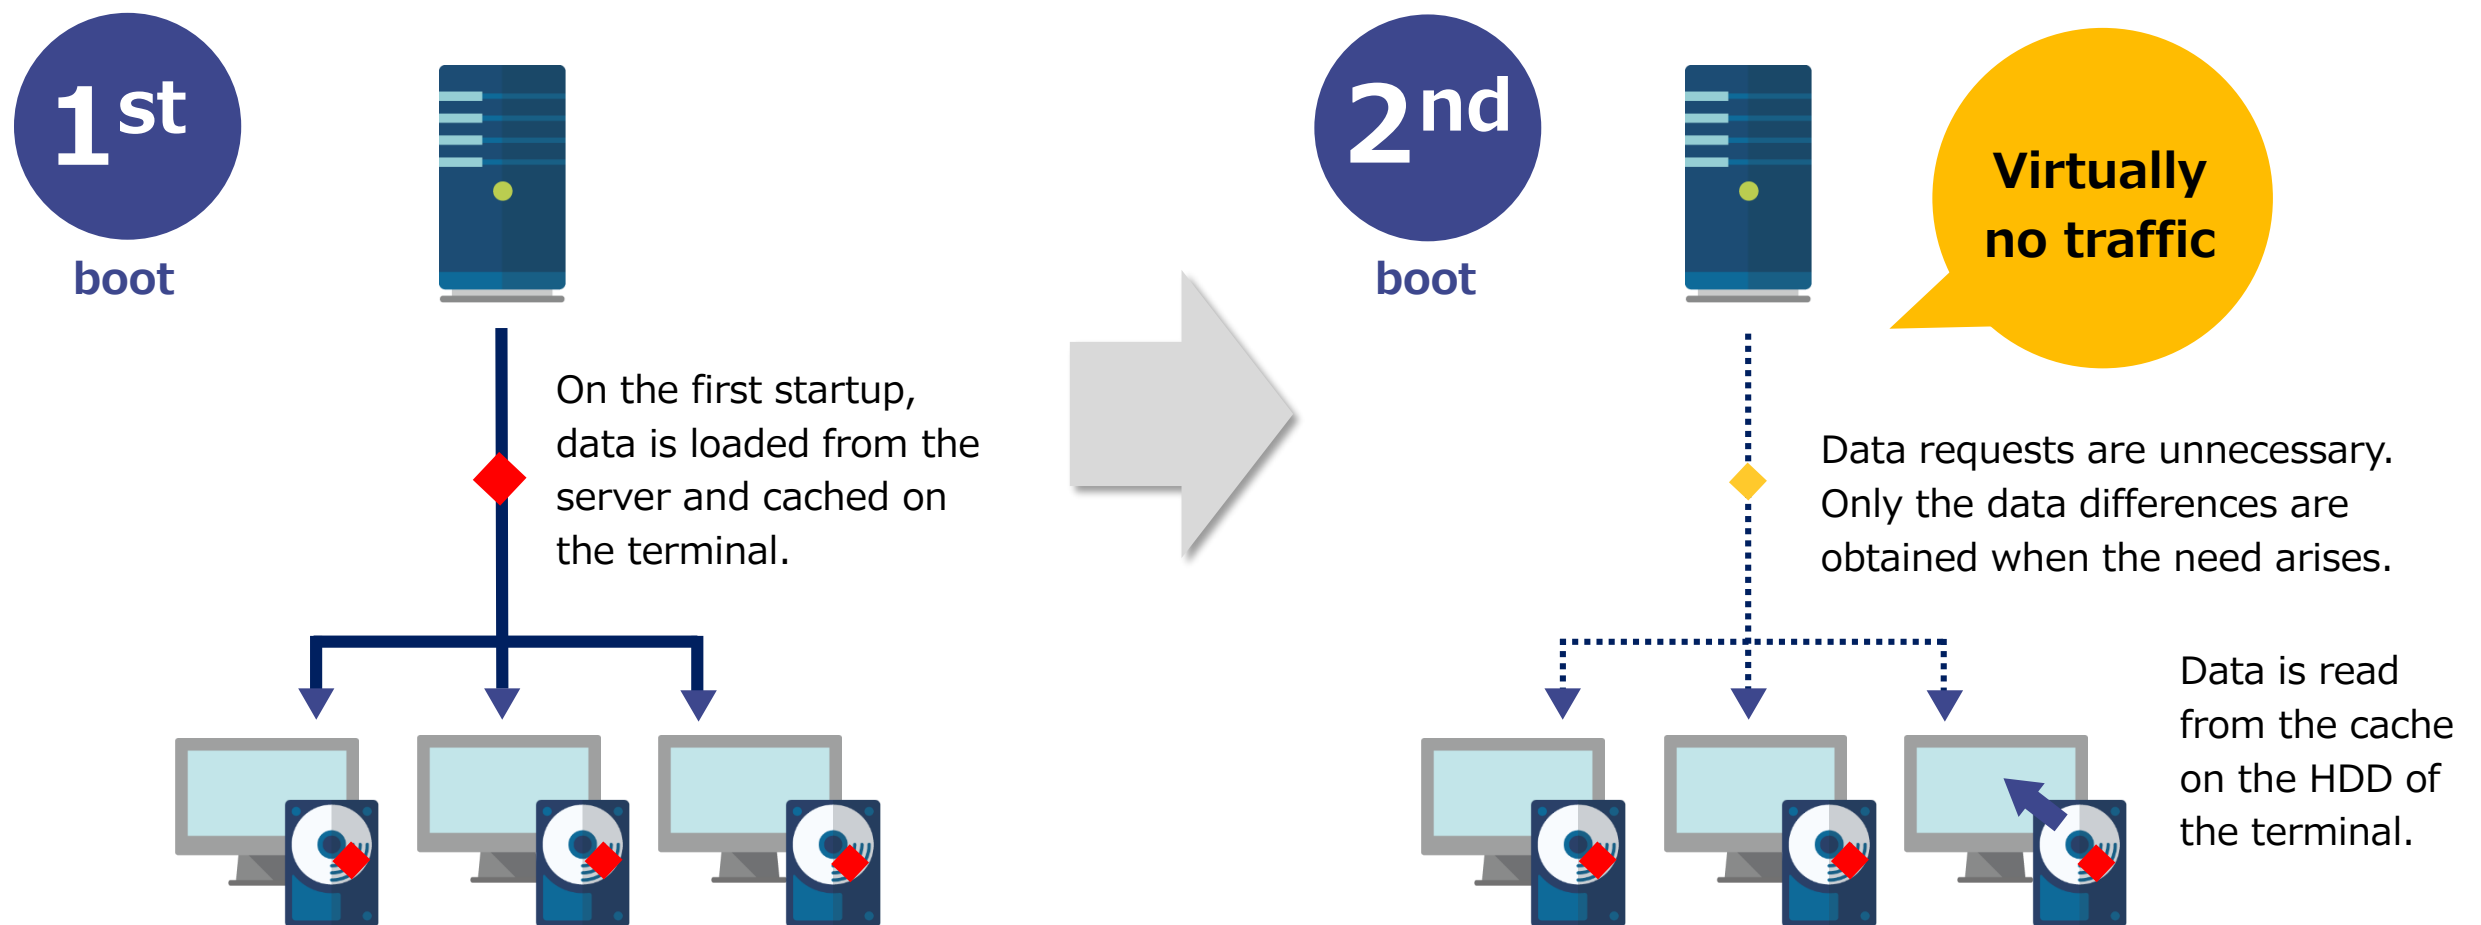 1st
boot
On the first startup,
data is loaded from the
server and cached on
the terminal.
2nd
boot
Virtually
no traffic
Data requests are unnecessary.
Only the data differences are
obtained when the need arises.
Data is read
from the cache
on the HDD of
the terminal.